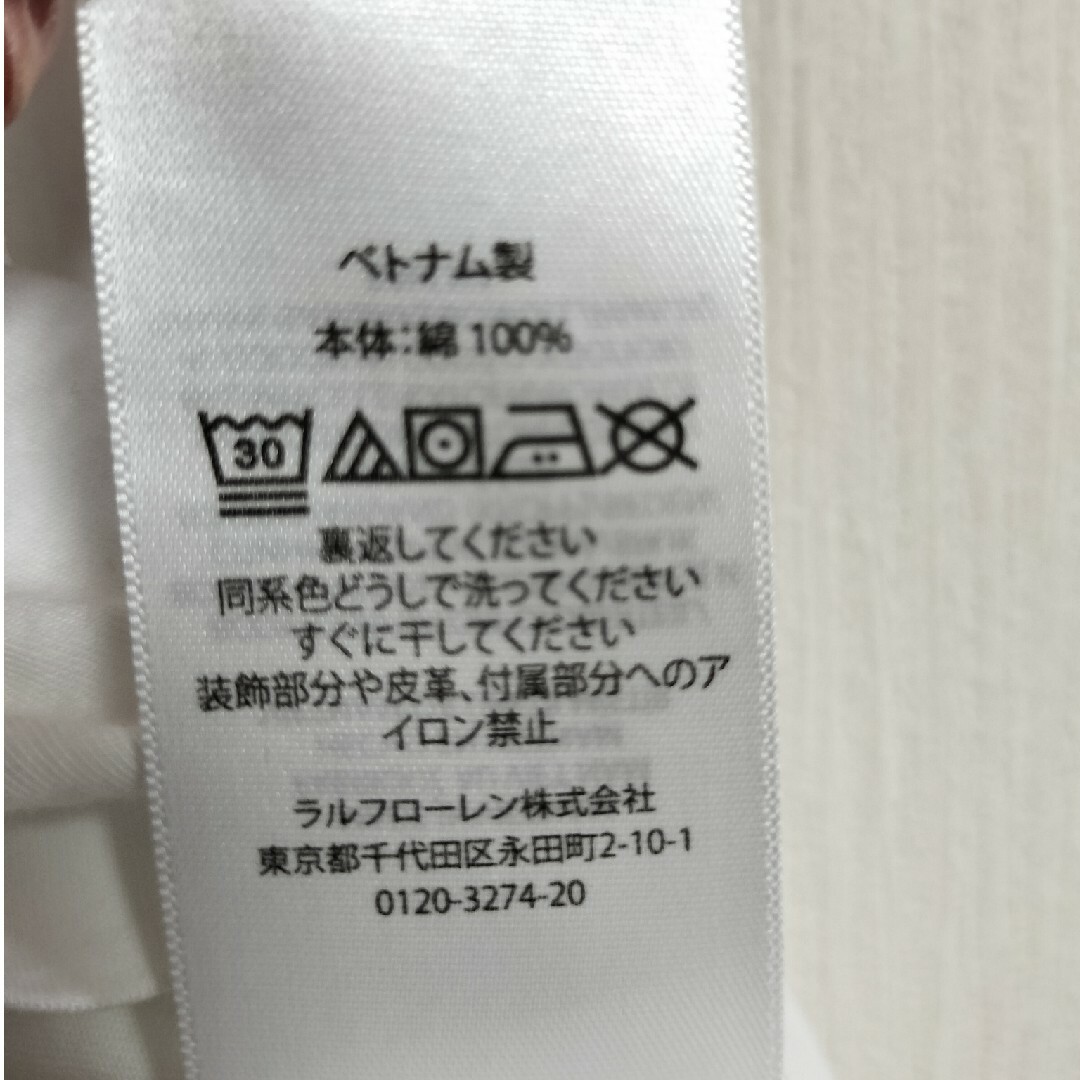 ベトナム製
本体:綿 100%
30
裏返してください
同系色どうしで洗ってください
すぐに干してください
装飾部分や皮革、付属部分へのア
イロン禁止
ラルフローレン株式会社
東京都千代田区永田町2-10-1
0120-3274-20